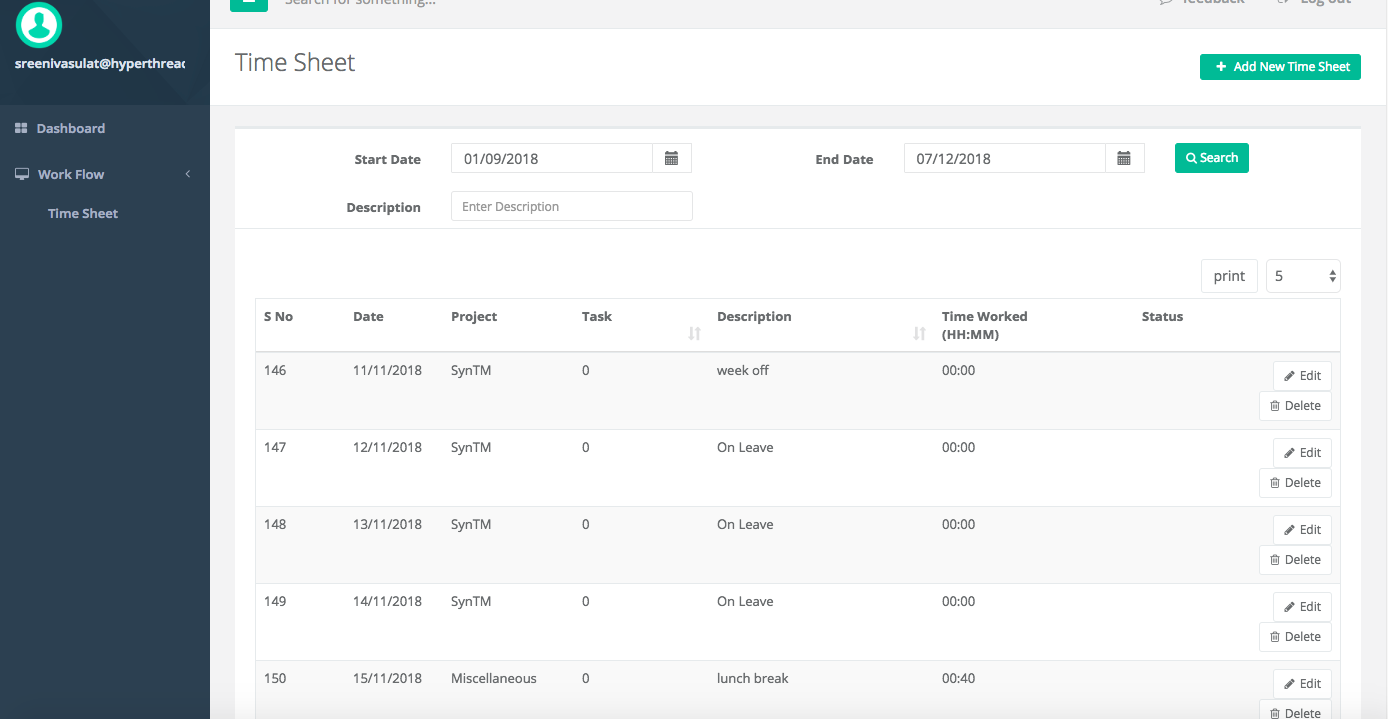 Search for something...
feedback
Log out
sreenivasulat@hyperthread
Time Sheet
+ Add New Time Sheet
Dashboard
Work Flow
Time Sheet
Start Date 01/09/2018 End Date 07/12/2018 Search
Description Enter Description
print 5
S No Date Project Task Description Time Worked (HH:MM) Status
146 11/11/2018 SynTM 0 week off 00:00 Edit
Delete
147 12/11/2018 SynTM 0 On Leave 00:00 Edit
Delete
148 13/11/2018 SynTM 0 On Leave 00:00 Edit
Delete
149 14/11/2018 SynTM 0 On Leave 00:00 Edit
Delete
150 15/11/2018 Miscellaneous 0 lunch break 00:40 Edit
Delete